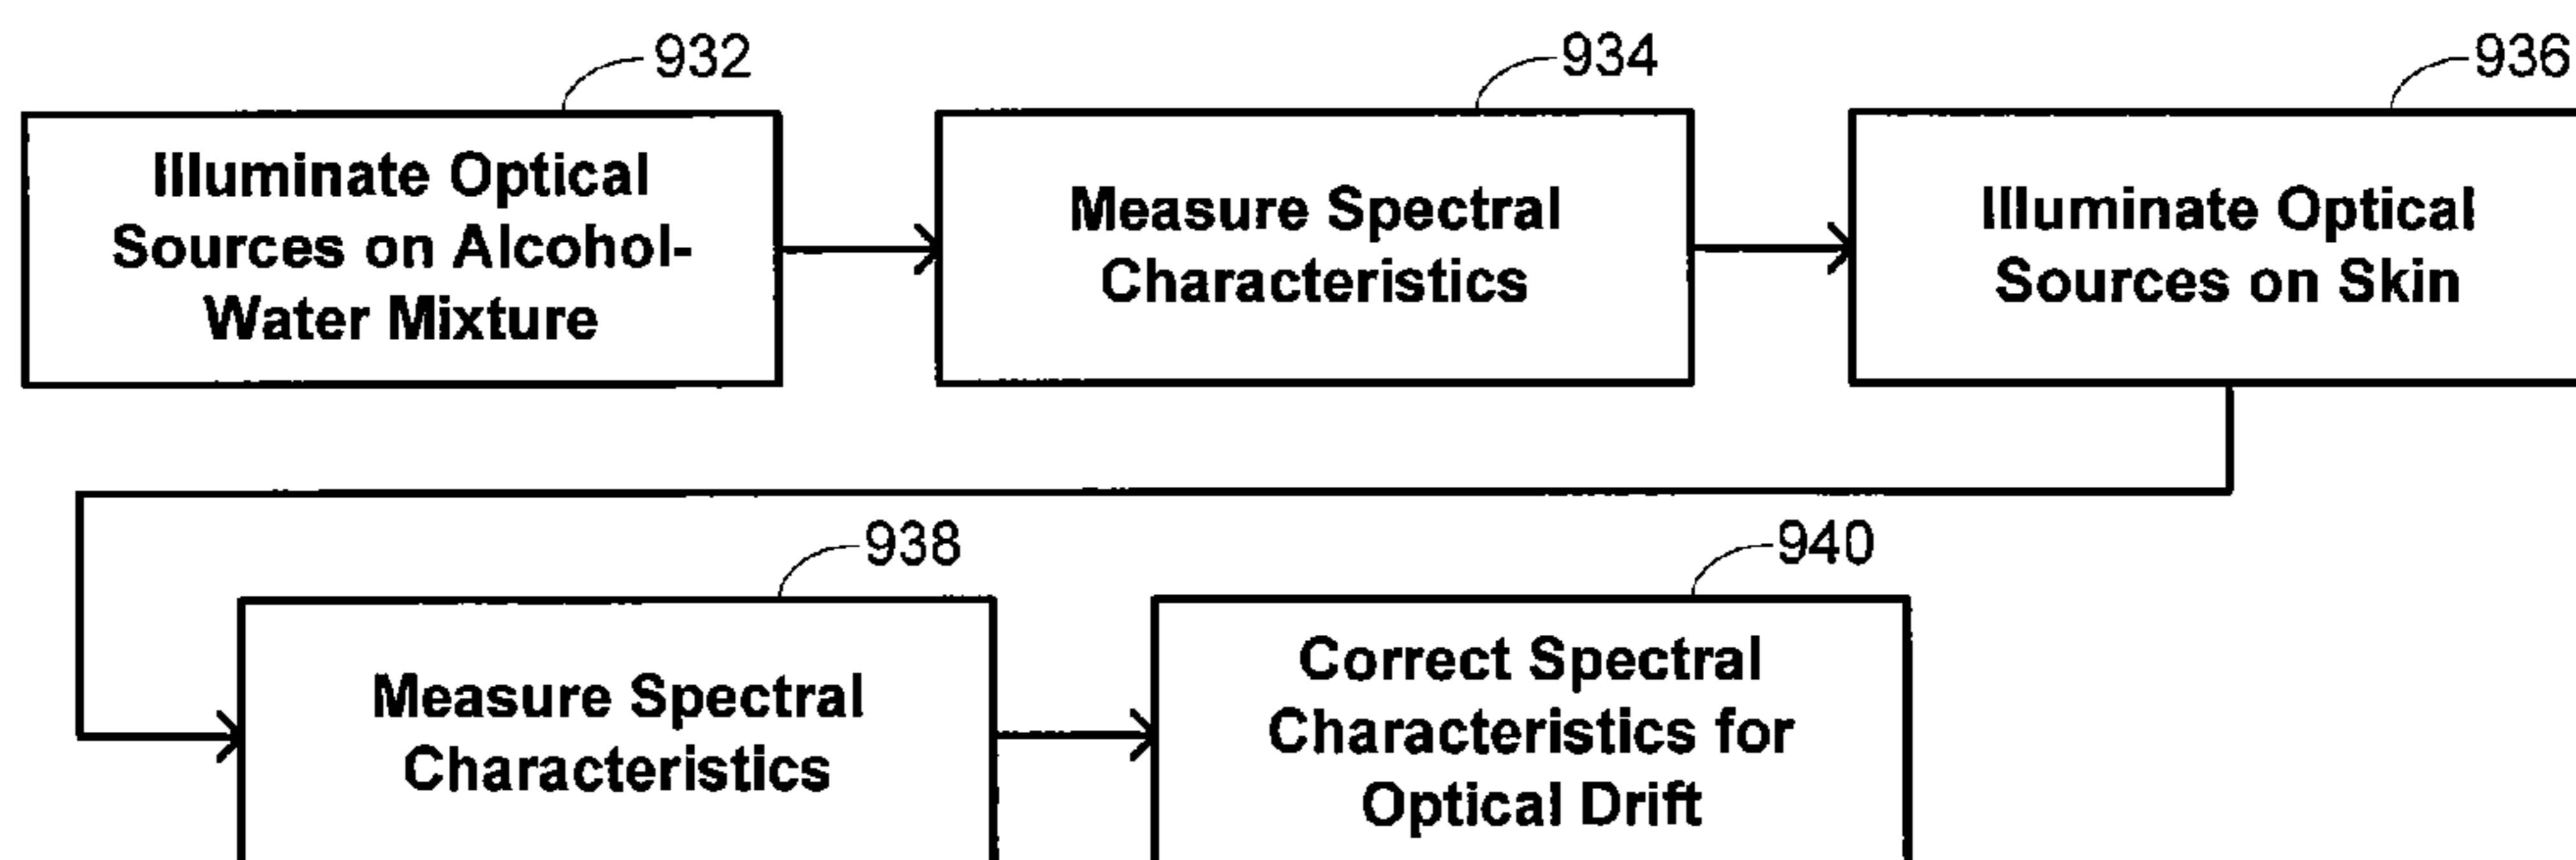 932
Illuminate Optical
Sources on Alcohol-
Water Mixture
934
Measure Spectral
Characteristics
936
Illuminate Optical
Sources on Skin
938
Measure Spectral
Characteristics
940
Correct Spectral
Characteristics for
Optical Drift